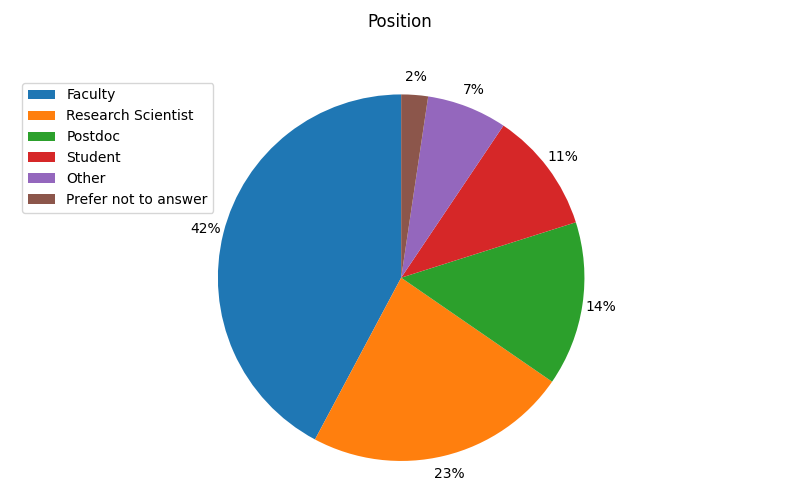 Position
Faculty
Research Scientist
Postdoc
Student
Other
Prefer not to answer
2%
7%
11%
42%
14%
23%